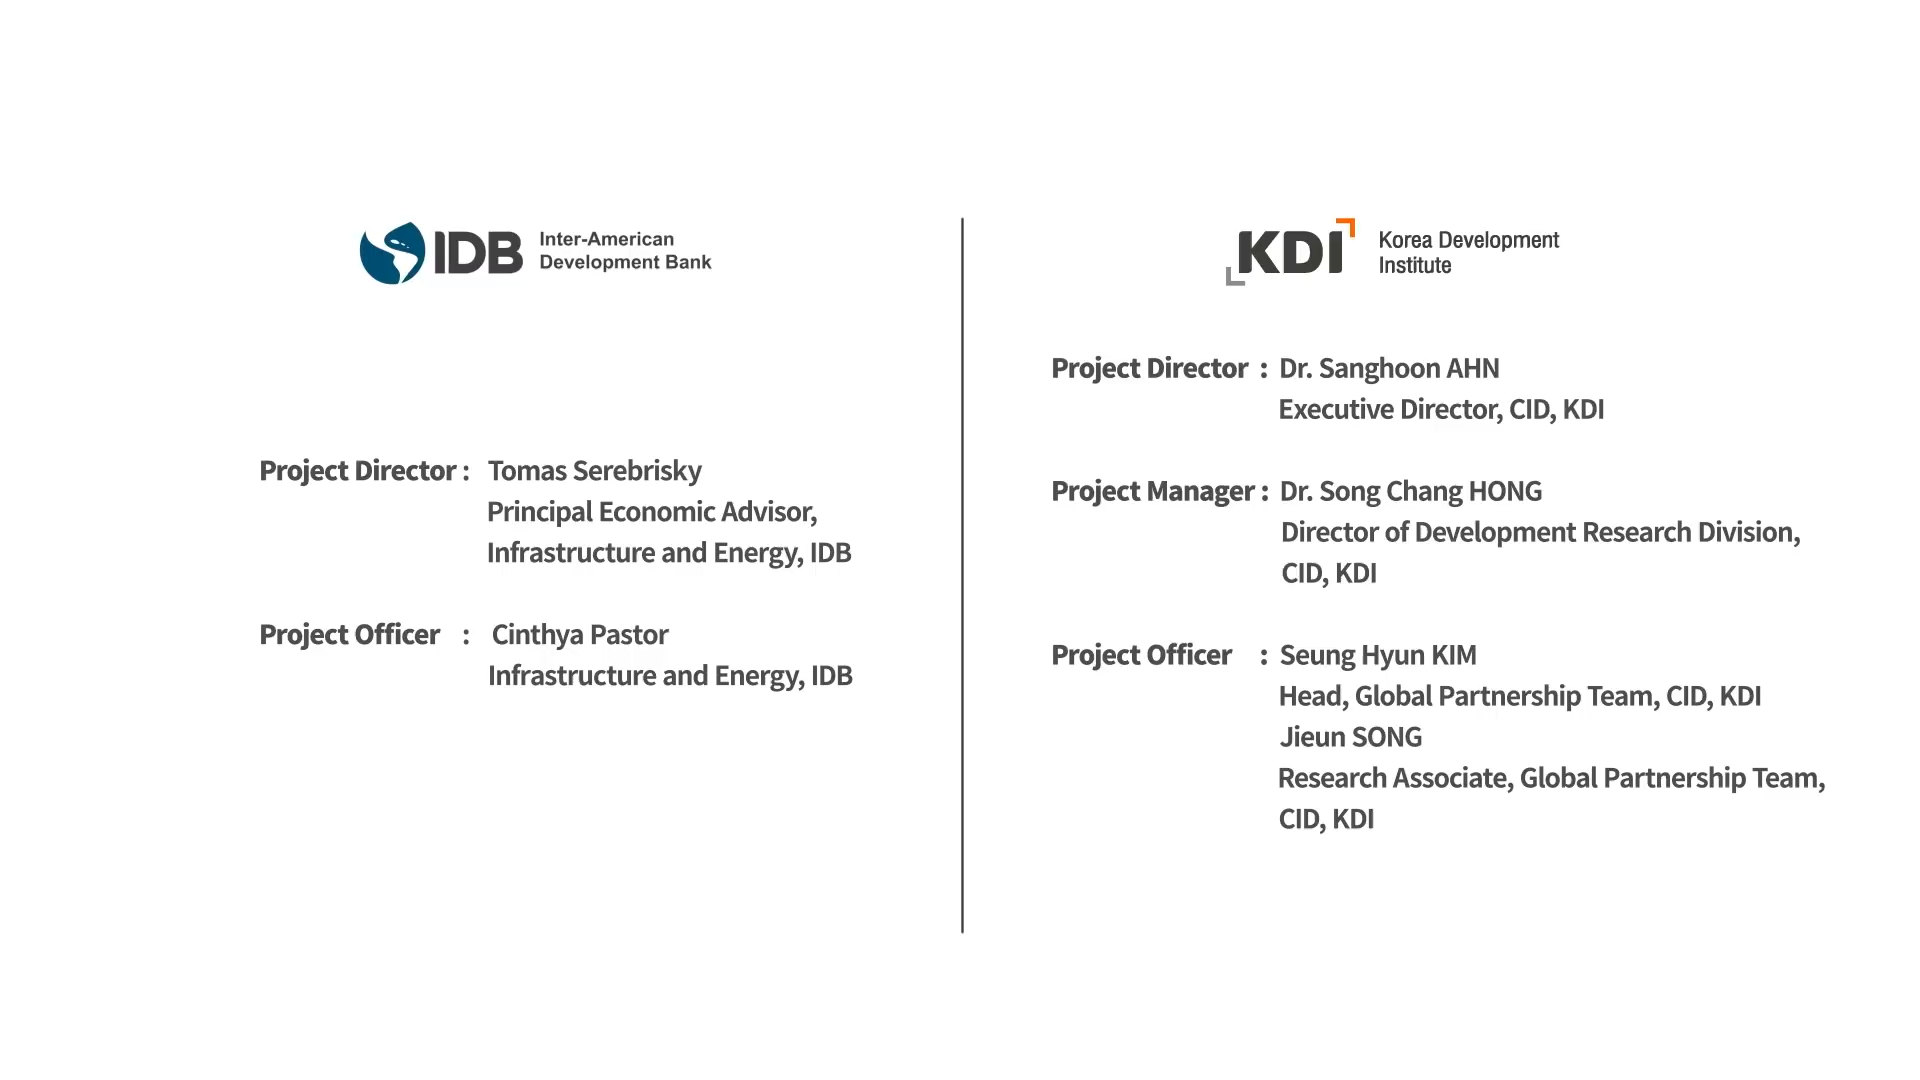 IDB
Inter-American
Development Bank
Project Director : Tomas Serebrisky
Principal Economic Advisor,
Infrastructure and Energy, IDB
Project Officer : Cinthya Pastor
Infrastructure and Energy, IDB
KDI
Korea Development
Institute
Project Director : Dr. Sanghoon AHN
Executive Director, CID, KDI
Project Manager : Dr. Song Chang HONG
Director of Development Research Division,
CID, KDI
Project Officer : Seung Hyun KIM
Head, Global Partnership Team, CID, KDI
Jieun SONG
Research Associate, Global Partnership Team,
CID, KDI